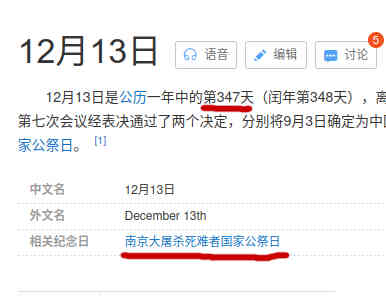 12月13日
语音
编辑
讨论
5
12月13日是公历一年中的第347天（闰年第348天），离
第七次会议经表决通过了两个决定，分别将9月3日确定为中
家公祭日。 [1]
中文名 12月13日
外文名 December 13th
相关纪念日 南京大屠杀死难者国家公祭日